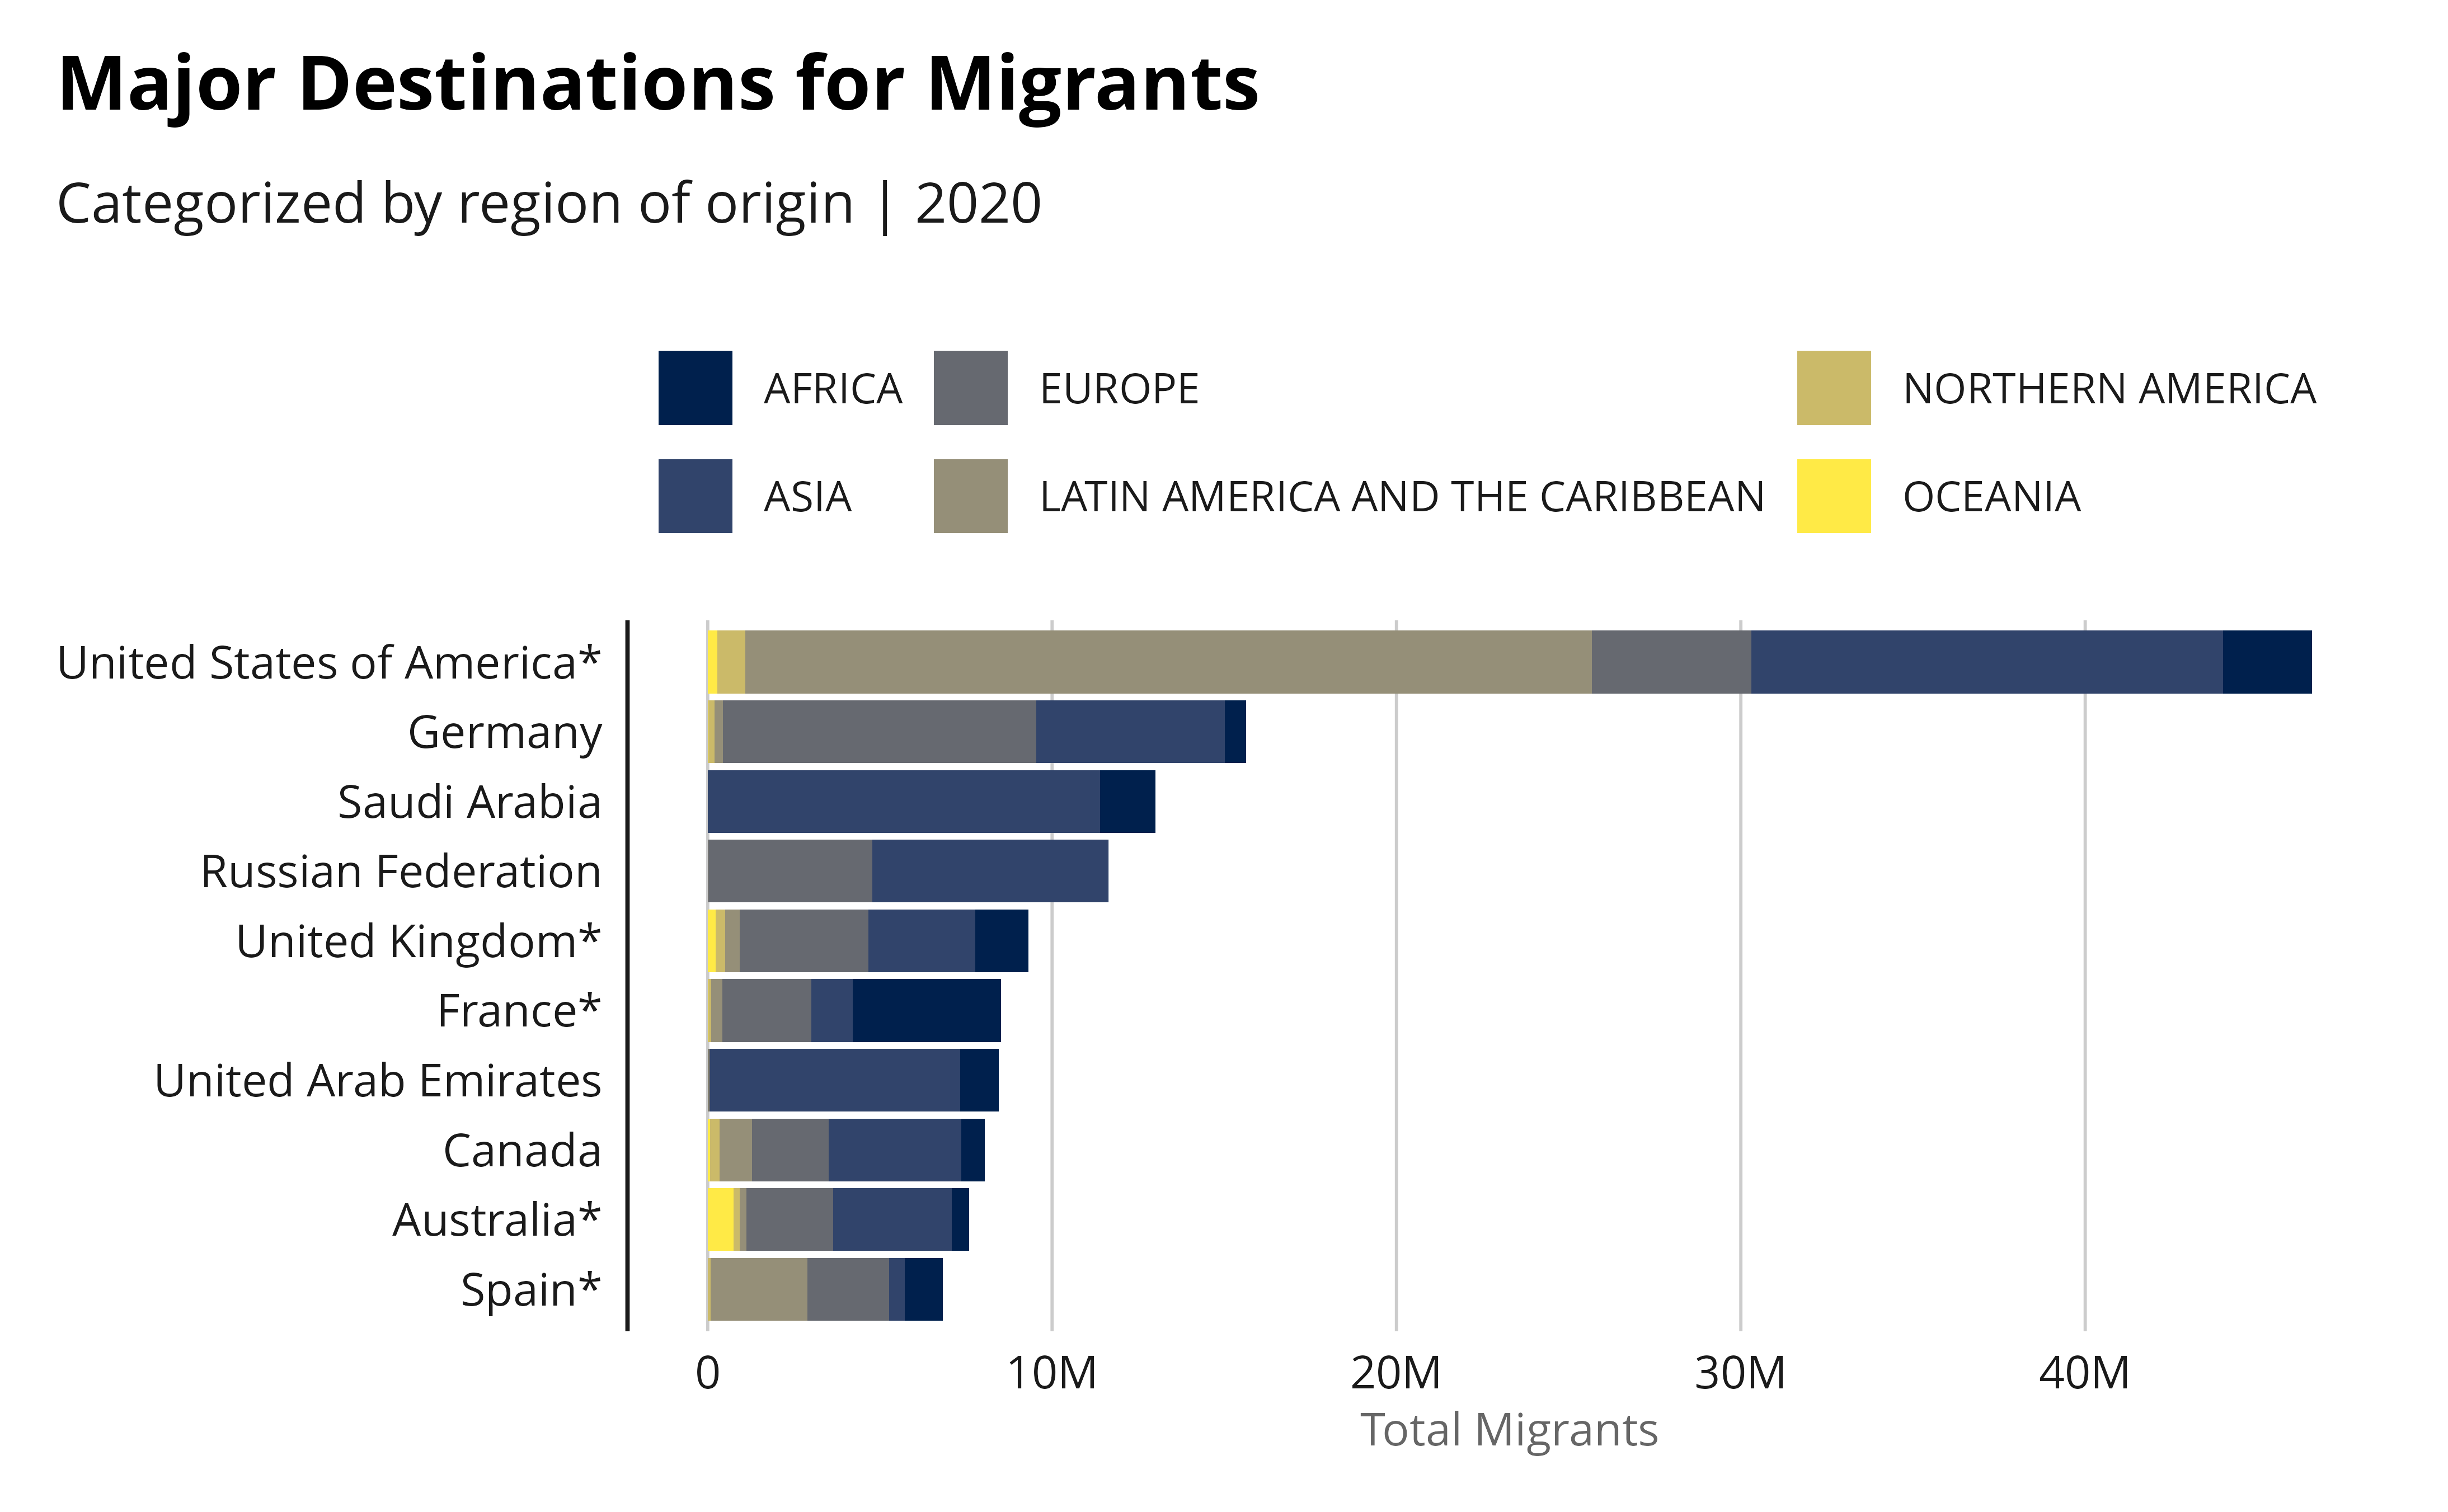 Major Destinations for Migrants
Categorized by region of origin | 2020
AFRICA
EUROPE
NORTHERN AMERICA
ASIA
LATIN AMERICA AND THE CARIBBEAN
OCEANIA
United States of America*
Germany
Saudi Arabia
Russian Federation
United Kingdom*
France*
United Arab Emirates
Canada
Australia*
Spain*
0 10M 20M 30M 40M
Total Migrants